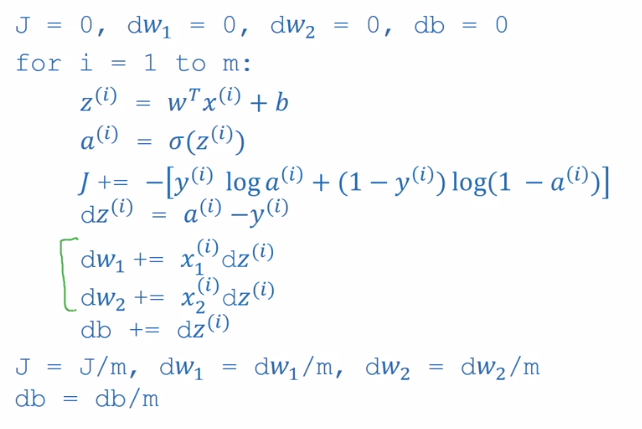 J = 0, dw₁ = 0, dw₂ = 0, db = 0
for i = 1 to m:
z⁽ⁱ⁾ = wᵀx⁽ⁱ⁾ + b
a⁽ⁱ⁾ = σ(z⁽ⁱ⁾)
J += −[y⁽ⁱ⁾ log a⁽ⁱ⁾ + (1 − y⁽ⁱ⁾) log(1 − a⁽ⁱ⁾)]
dz⁽ⁱ⁾ = a⁽ⁱ⁾ −y⁽ⁱ⁾
dw₁ += x₁⁽ⁱ⁾dz⁽ⁱ⁾
dw₂ += x₂⁽ⁱ⁾dz⁽ⁱ⁾
db += dz⁽ⁱ⁾
J = J/m, dw₁ = dw₁/m, dw₂ = dw₂/m
db = db/m